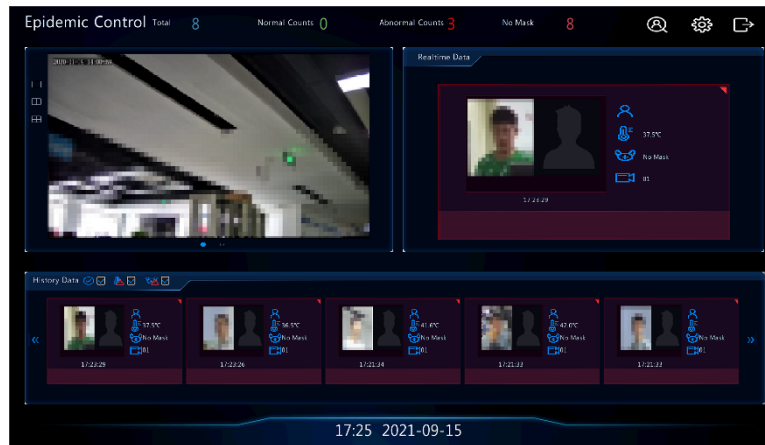 Epidemic Control Total 8 Normal Counts 0 Abnormal Counts 3 No Mask 8
Realtime Data
37.5℃
No Mask
01
17:23:29
History Data
37.5℃
No Mask
01
17:23:29
36.5℃
No Mask
01
17:23:26
41.6℃
No Mask
01
17:21:34
42.0℃
No Mask
01
17:21:33
No Mask
01
17:21:33
17:25 2021-09-15